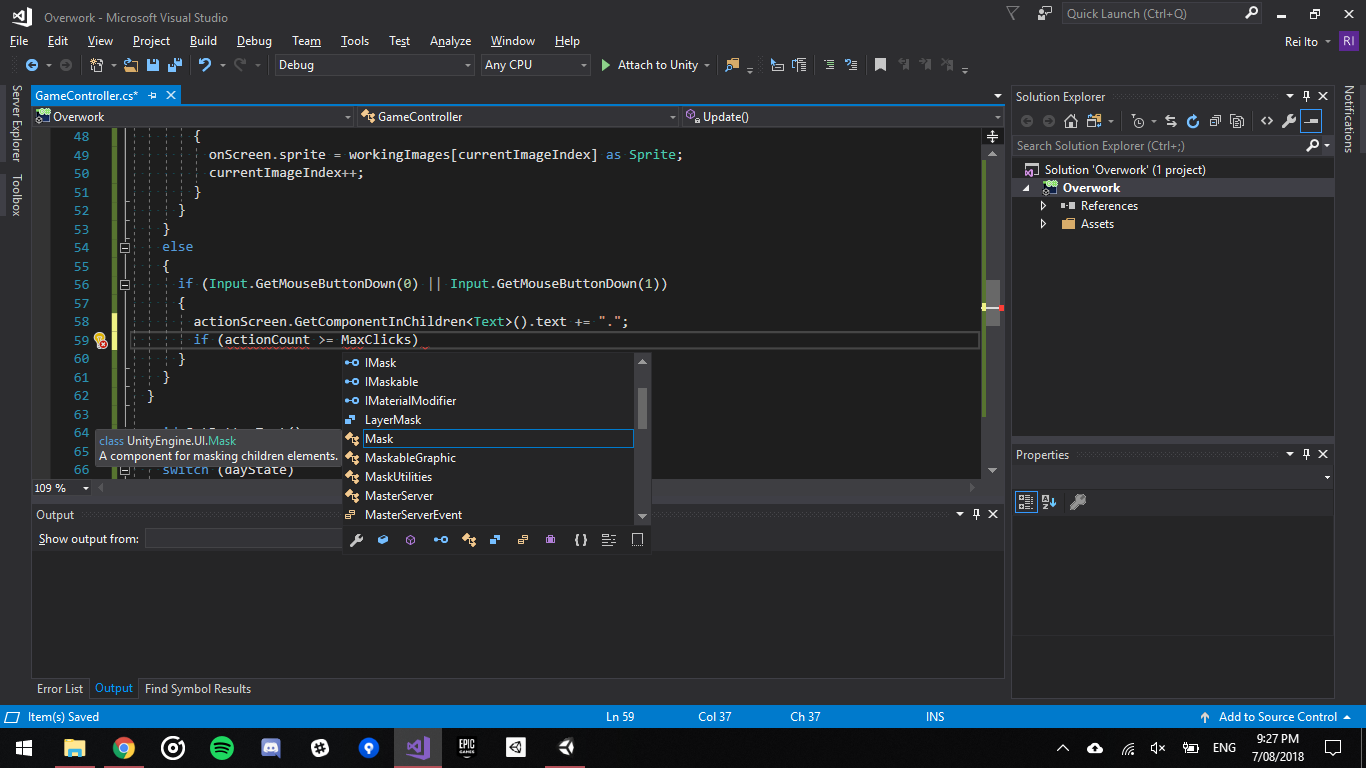 Overwork - Microsoft Visual Studio
Quick Launch (Ctrl+Q)
File Edit View Project Build Debug Team Tools Test Analyze Window Help
Rei Ito RI
Debug Any CPU Attach to Unity
Server Explorer
Toolbox
Notifications
GameController.cs*
Overwork GameController Update()
48 {
49 onScreen.sprite = workingImages[currentImageIndex] as Sprite;
50 currentImageIndex++;
51 }
52 }
53 }
54 else
55 {
56 if (Input.GetMouseButtonDown(0) || Input.GetMouseButtonDown(1))
57 {
58 actionScreen.GetComponentInChildren<Text>().text += ".";
59 if (actionCount >= MaxClicks)
60 }
61 }
62 }
63
64
65
66 switch (dayState)
class UnityEngine.UI.Mask
A component for masking children elements.
IMask
IMaskable
IMaterialModifier
LayerMask
Mask
MaskableGraphic
MaskUtilities
MasterServer
MasterServerEvent
109 %
Output
Show output from:
Error List Output Find Symbol Results
Solution Explorer
Search Solution Explorer (Ctrl+;)
Solution 'Overwork' (1 project)
Overwork
References
Assets
Properties
Item(s) Saved Ln 59 Col 37 Ch 37 INS Add to Source Control
EPIC GAMES
ENG
9:27 PM
7/08/2018